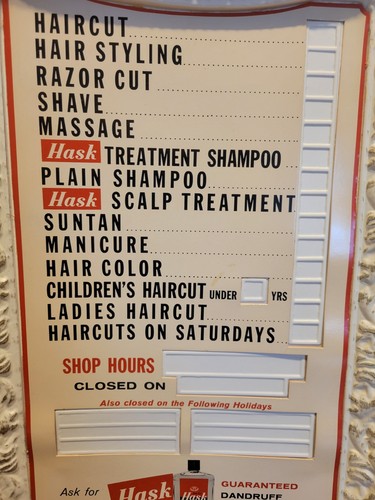 HAIRCUT
HAIR STYLING
RAZOR CUT
SHAVE
MASSAGE
Hask TREATMENT SHAMPOO
PLAIN SHAMPOO
Hask SCALP TREATMENT
SUNTAN
MANICURE
HAIR COLOR
CHILDREN'S HAIRCUT UNDER YRS
LADIES HAIRCUT
HAIRCUTS ON SATURDAYS
SHOP HOURS
CLOSED ON
Also closed on the Following Holidays
Ask for Hask Hask GUARANTEED
DANDRUFF